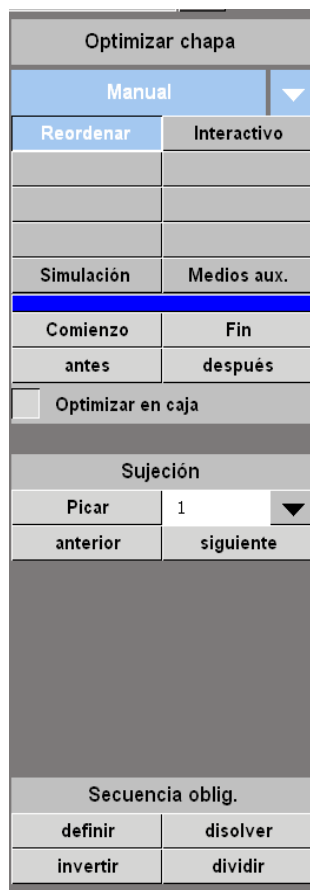 Optimizar chapa
Manual
Reordenar Interactivo
Simulación Medios aux.
Comienzo Fin
antes después
Optimizar en caja
Sujeción
Picar 1
anterior siguiente
Secuencia oblig.
definir disolver
invertir dividir